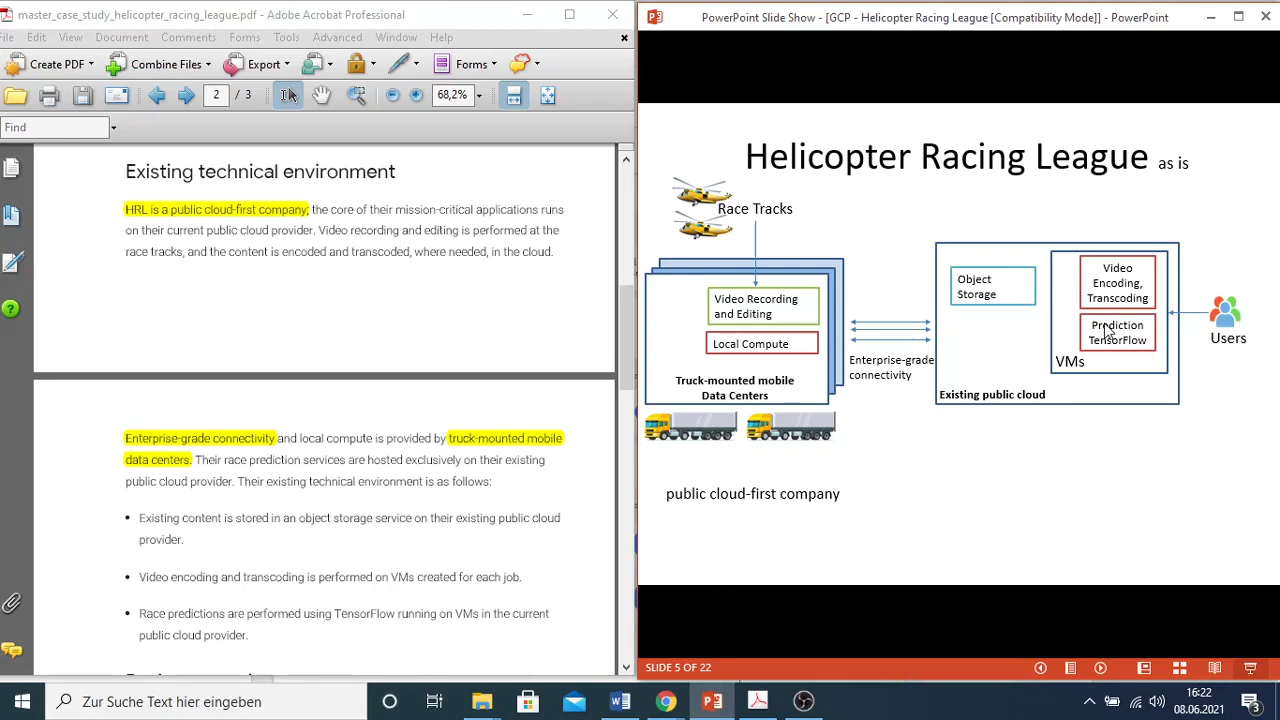 master_case_study_helicopter_racing_league.pdf - Adobe Acrobat Professional
File Edit View Document Comments Forms Tools Advanced Window Help
Create PDF Combine Files Export Forms
2 / 3 68,2%
Find
Existing technical environment
HRL is a public cloud-first company; the core of their mission-critical applications runs
on their current public cloud provider. Video recording and editing is performed at the
race tracks, and the content is encoded and transcoded, where needed, in the cloud.
Enterprise-grade connectivity and local compute is provided by truck-mounted mobile
data centers. Their race prediction services are hosted exclusively on their existing
public cloud provider. Their existing technical environment is as follows:
• Existing content is stored in an object storage service on their existing public cloud
provider.
• Video encoding and transcoding is performed on VMs created for each job.
• Race predictions are performed using TensorFlow running on VMs in the current
public cloud provider.
PowerPoint Slide Show - [GCP - Helicopter Racing League [Compatibility Mode]] - PowerPoint
Helicopter Racing League as is
Race Tracks
Video Recording
and Editing
Local Compute
Truck-mounted mobile
Data Centers
Enterprise-grade
connectivity
Object
Storage
Video
Encoding,
Transcoding
Prediction
TensorFlow
VMs
Existing public cloud
Users
public cloud-first company
SLIDE 5 OF 22
Zur Suche Text hier eingeben
16:22
08.06.2021
3